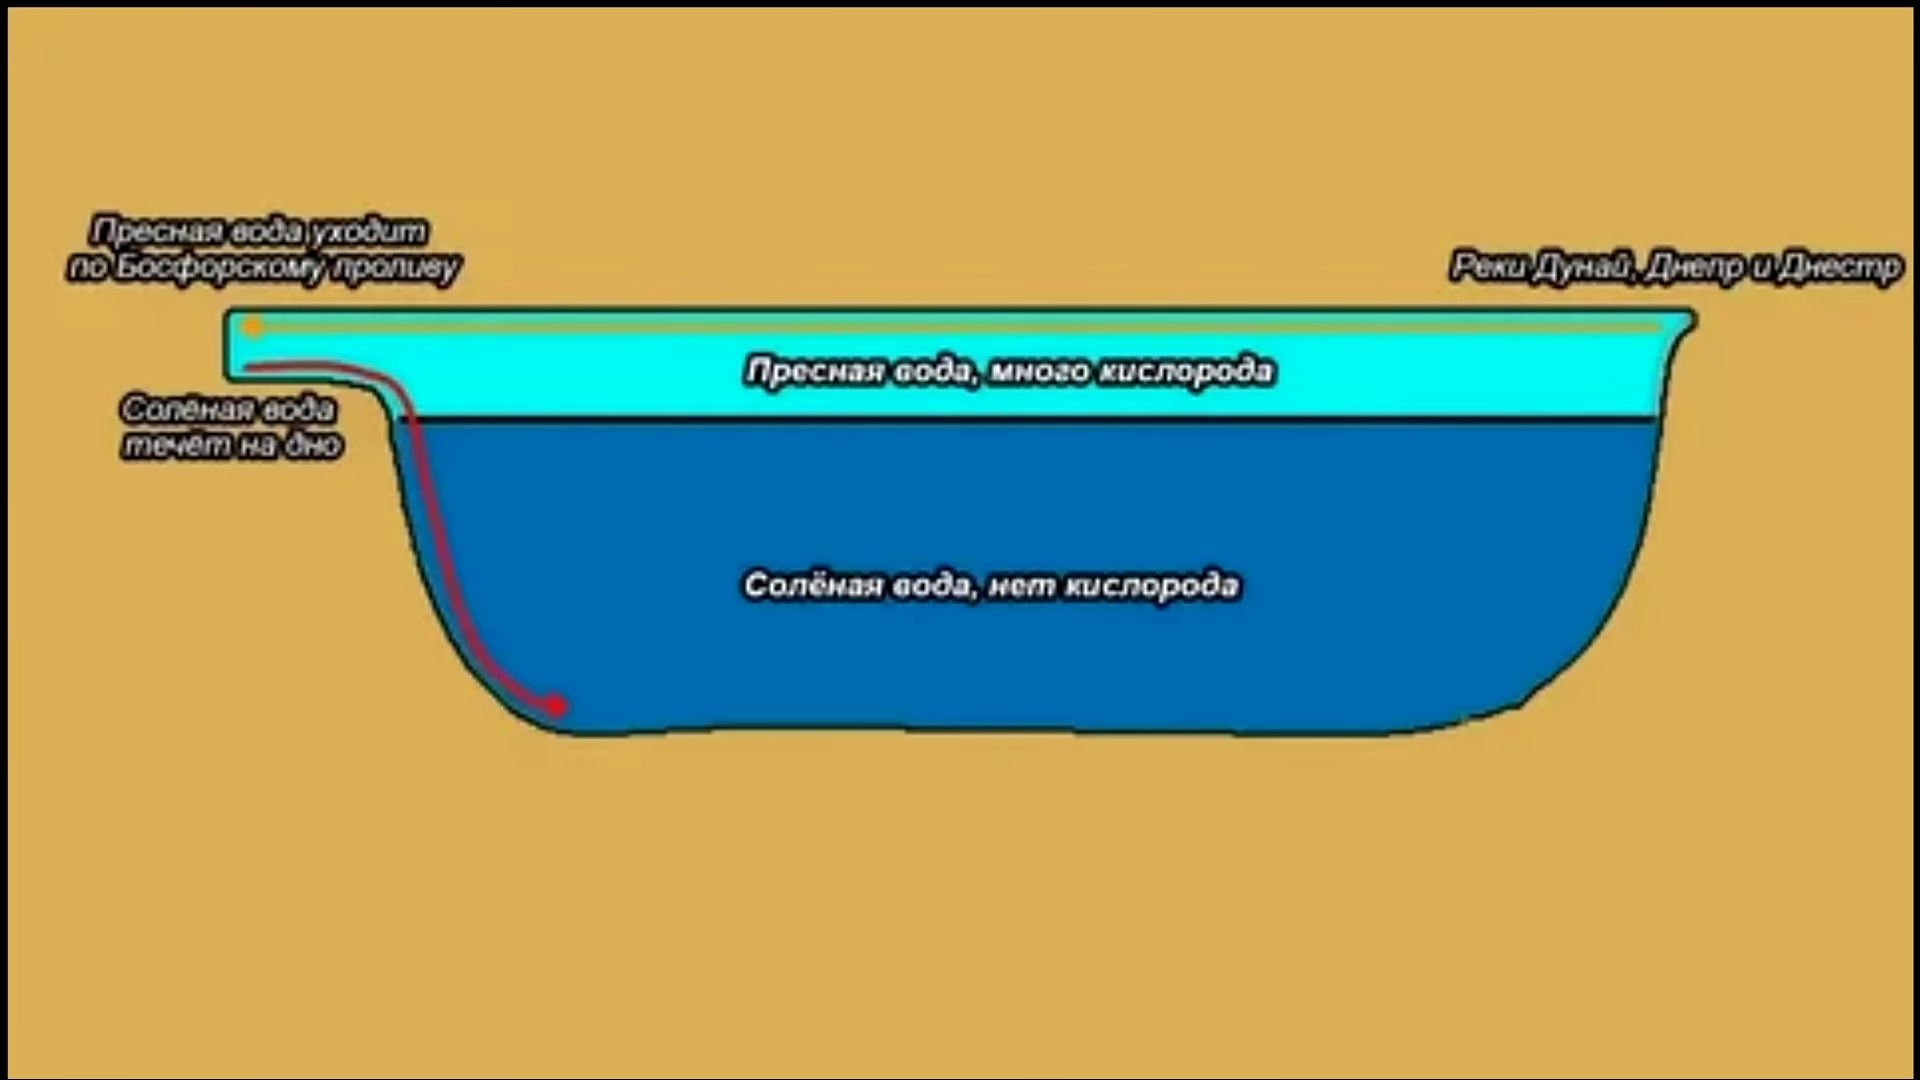 Пресная вода уходит
по Босфорскому проливу
Реки Дунай, Днепр и Днестр
Пресная вода, много кислорода
Солёная вода
течёт на дно
Солёная вода, нет кислорода